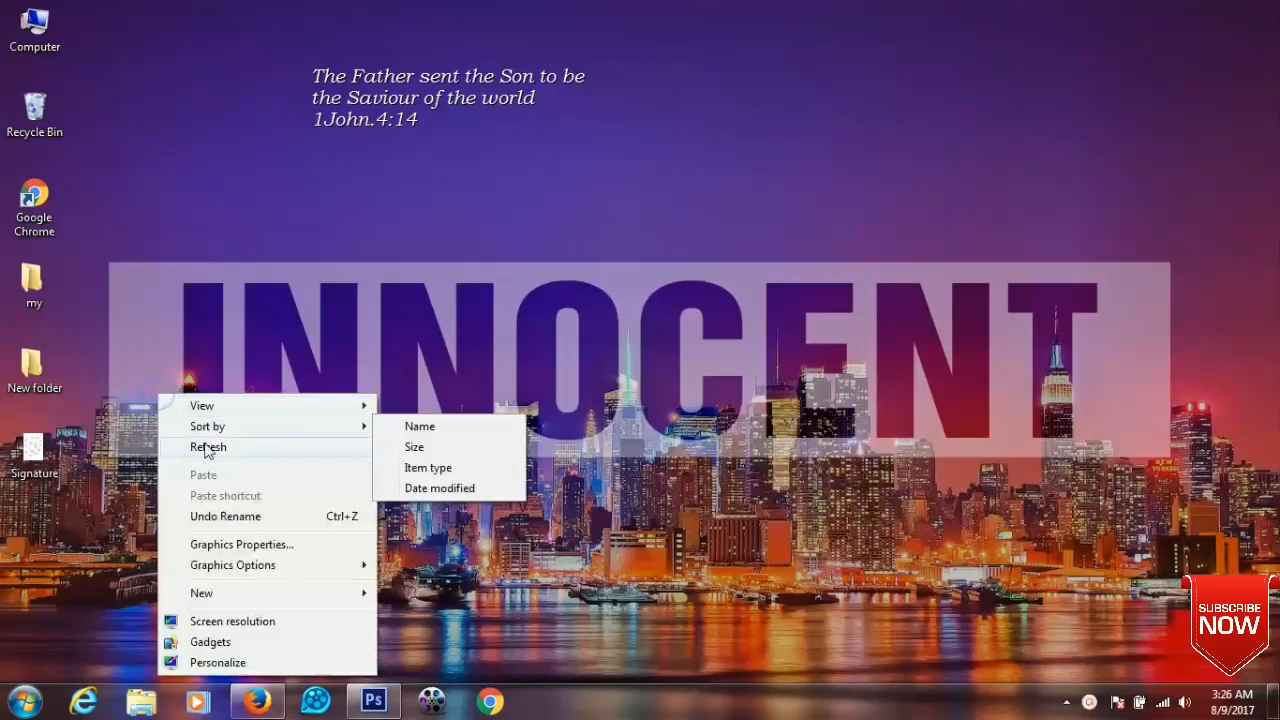 Computer
Recycle Bin
Google
Chrome
my
New folder
Signature
The Father sent the Son to be
the Saviour of the world
1John.4:14
INNOCENT
View
Sort by
Refresh
Paste
Paste shortcut
Undo Rename Ctrl+Z
Graphics Properties...
Graphics Options
New
Screen resolution
Gadgets
Personalize
Name
Size
Item type
Date modified
SUBSCRIBE
NOW
Ps
3:26 AM
8/9/2017